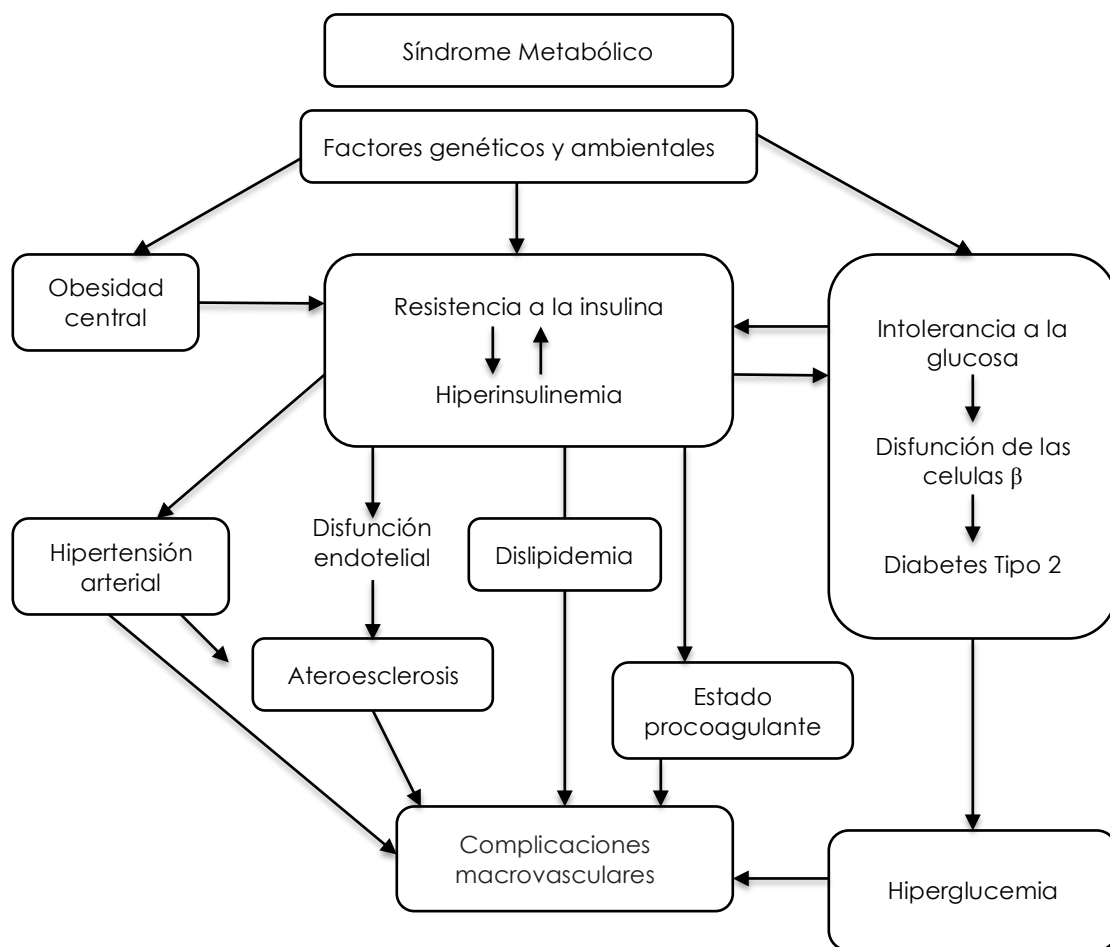 Síndrome Metabólico
Factores genéticos y ambientales
Obesidad
central
Resistencia a la insulina
Hiperinsulinemia
Intolerancia a la
glucosa
Disfunción de las
celulas β
Diabetes Tipo 2
Hipertensión
arterial
Disfunción
endotelial
Dislipidemia
Ateroesclerosis
Estado
procoagulante
Complicaciones
macrovasculares
Hiperglucemia